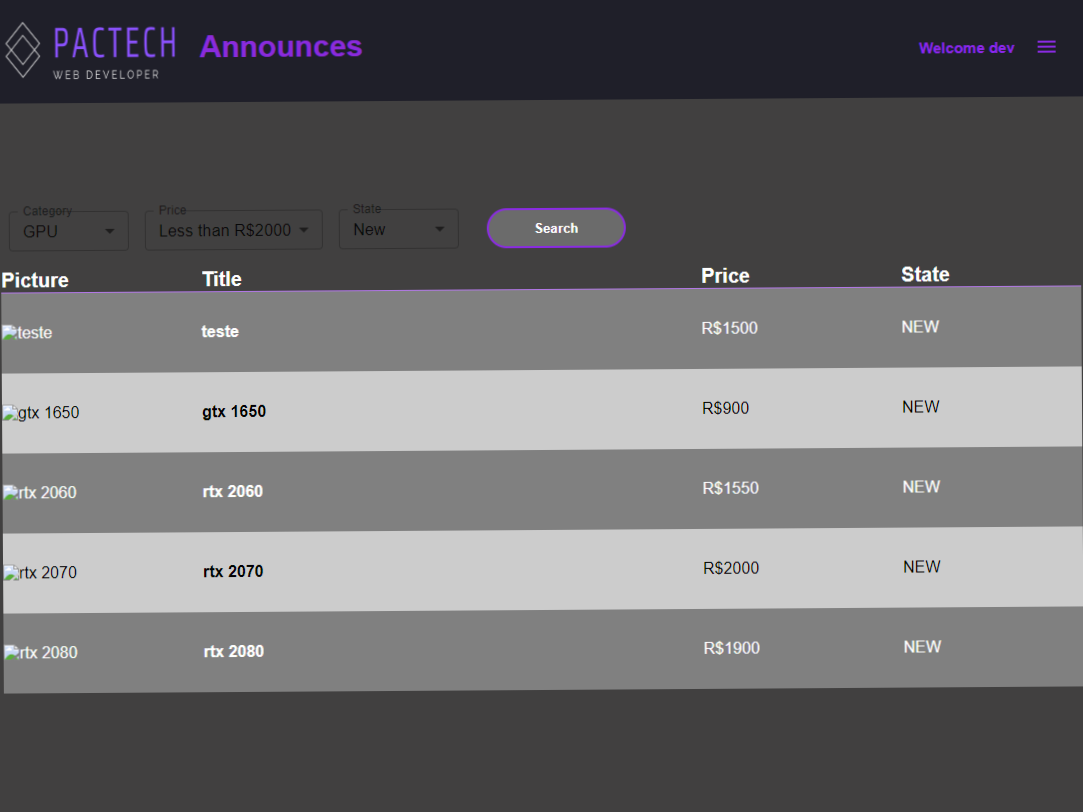 PACTECH
WEB DEVELOPER
Announces
Welcome dev
Category
GPU
Price
Less than R$2000
State
New
Search
Picture Title Price State
teste teste R$1500 NEW
gtx 1650 gtx 1650 R$900 NEW
rtx 2060 rtx 2060 R$1550 NEW
rtx 2070 rtx 2070 R$2000 NEW
rtx 2080 rtx 2080 R$1900 NEW